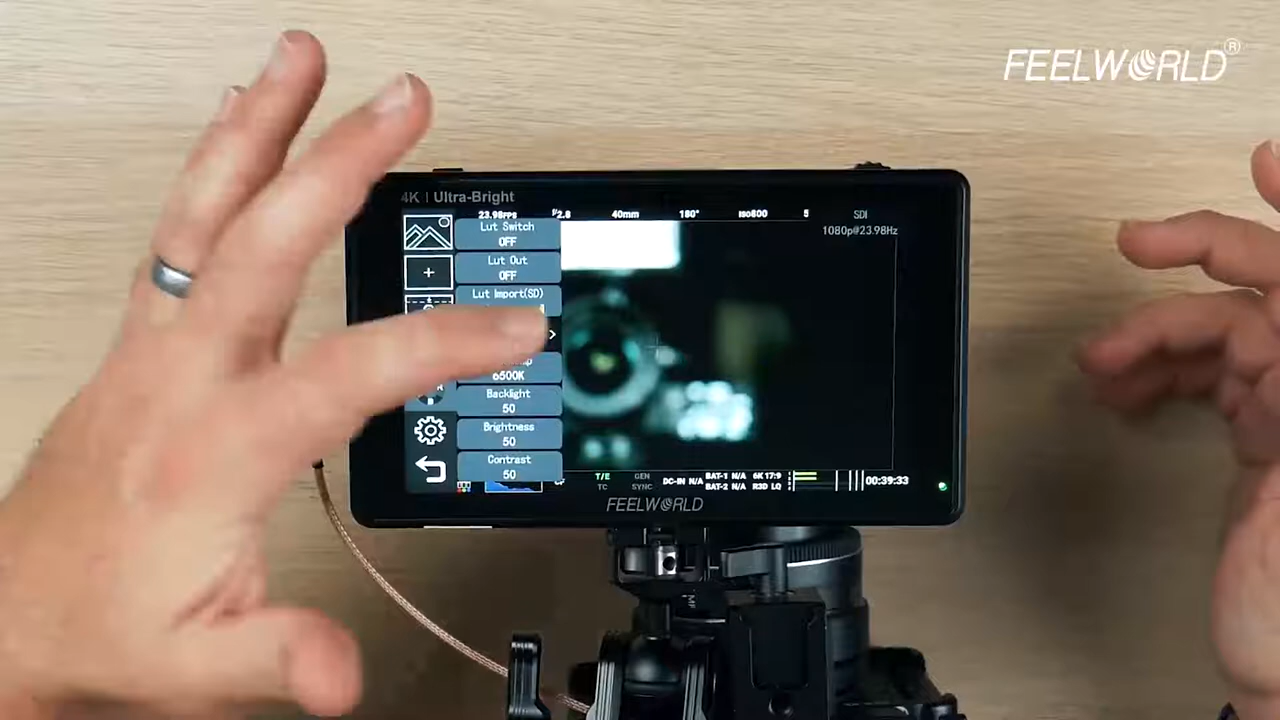 FEELWORLD®
4K | Ultra-Bright
23.98FPS
f/2.8
40mm
180°
ISO800
5
SDI
1080p@23.98Hz
Lut Switch
OFF
Lut Out
OFF
Lut Import(SD)
6500K
Backlight
50
Brightness
50
Contrast
50
T/E
TC
GEN
SYNC
DC-IN N/A
BAT-1 N/A
BAT-2 N/A
6K 17:9
R3D LQ
00:39:33
FEELWORLD